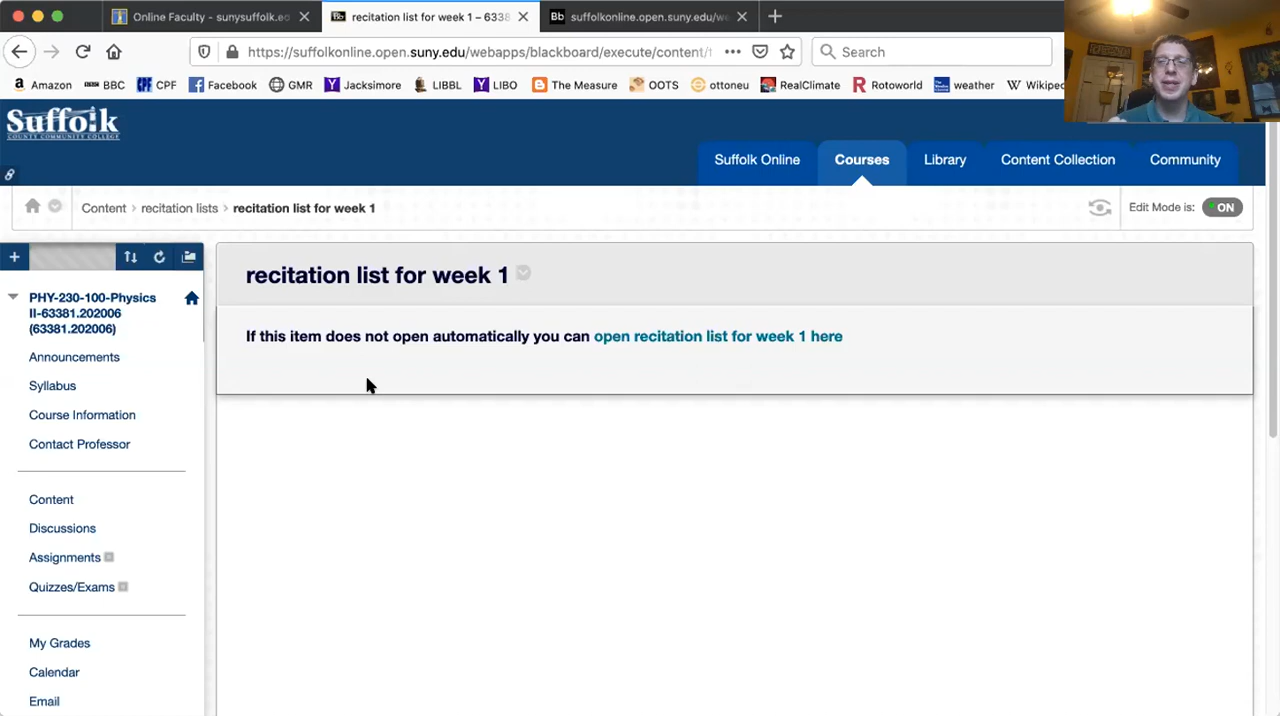 Online Faculty - sunysuffolk.ed
recitation list for week 1 – 6338
suffolkonline.open.suny.edu/we
https://suffolkonline.open.suny.edu/webapps/blackboard/execute/content/f
Search
Amazon BBC CPF Facebook GMR Jacksimore LIBBL LIBO The Measure OOTS ottoneu RealClimate Rotoworld weather Wikiped
Suffolk
COUNTY COMMUNITY COLLEGE
Suffolk Online Courses Library Content Collection Community
Content > recitation lists > recitation list for week 1
Edit Mode is: ON
recitation list for week 1
If this item does not open automatically you can open recitation list for week 1 here
PHY-230-100-Physics
II-63381.202006
(63381.202006)
Announcements
Syllabus
Course Information
Contact Professor
Content
Discussions
Assignments
Quizzes/Exams
My Grades
Calendar
Email